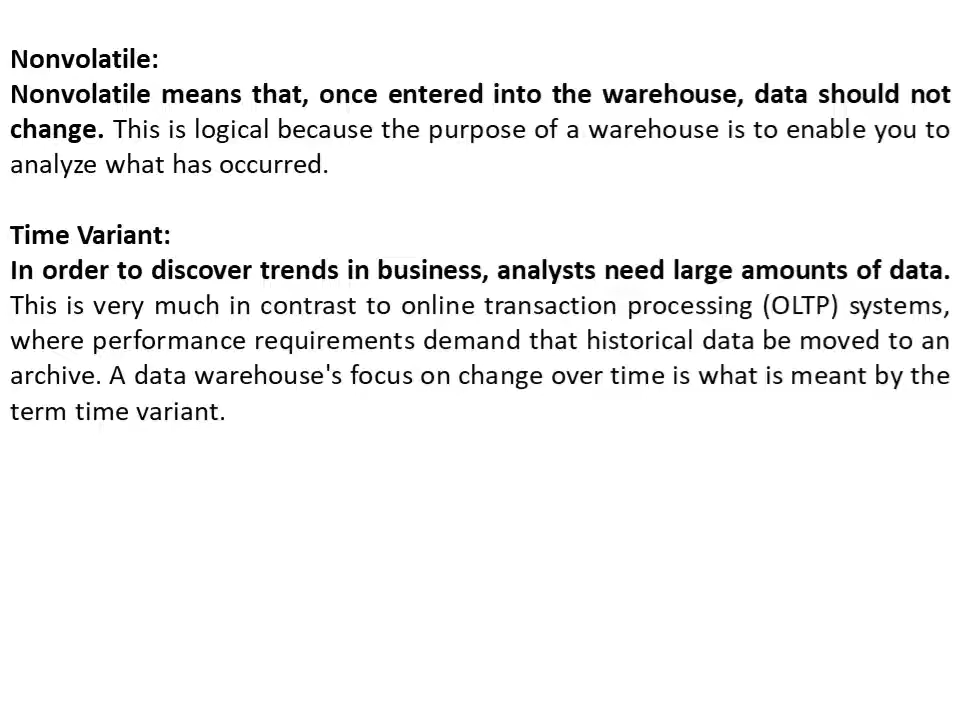 Nonvolatile:
Nonvolatile means that, once entered into the warehouse, data should not
change. This is logical because the purpose of a warehouse is to enable you to
analyze what has occurred.
Time Variant:
In order to discover trends in business, analysts need large amounts of data.
This is very much in contrast to online transaction processing (OLTP) systems,
where performance requirements demand that historical data be moved to an
archive. A data warehouse's focus on change over time is what is meant by the
term time variant.